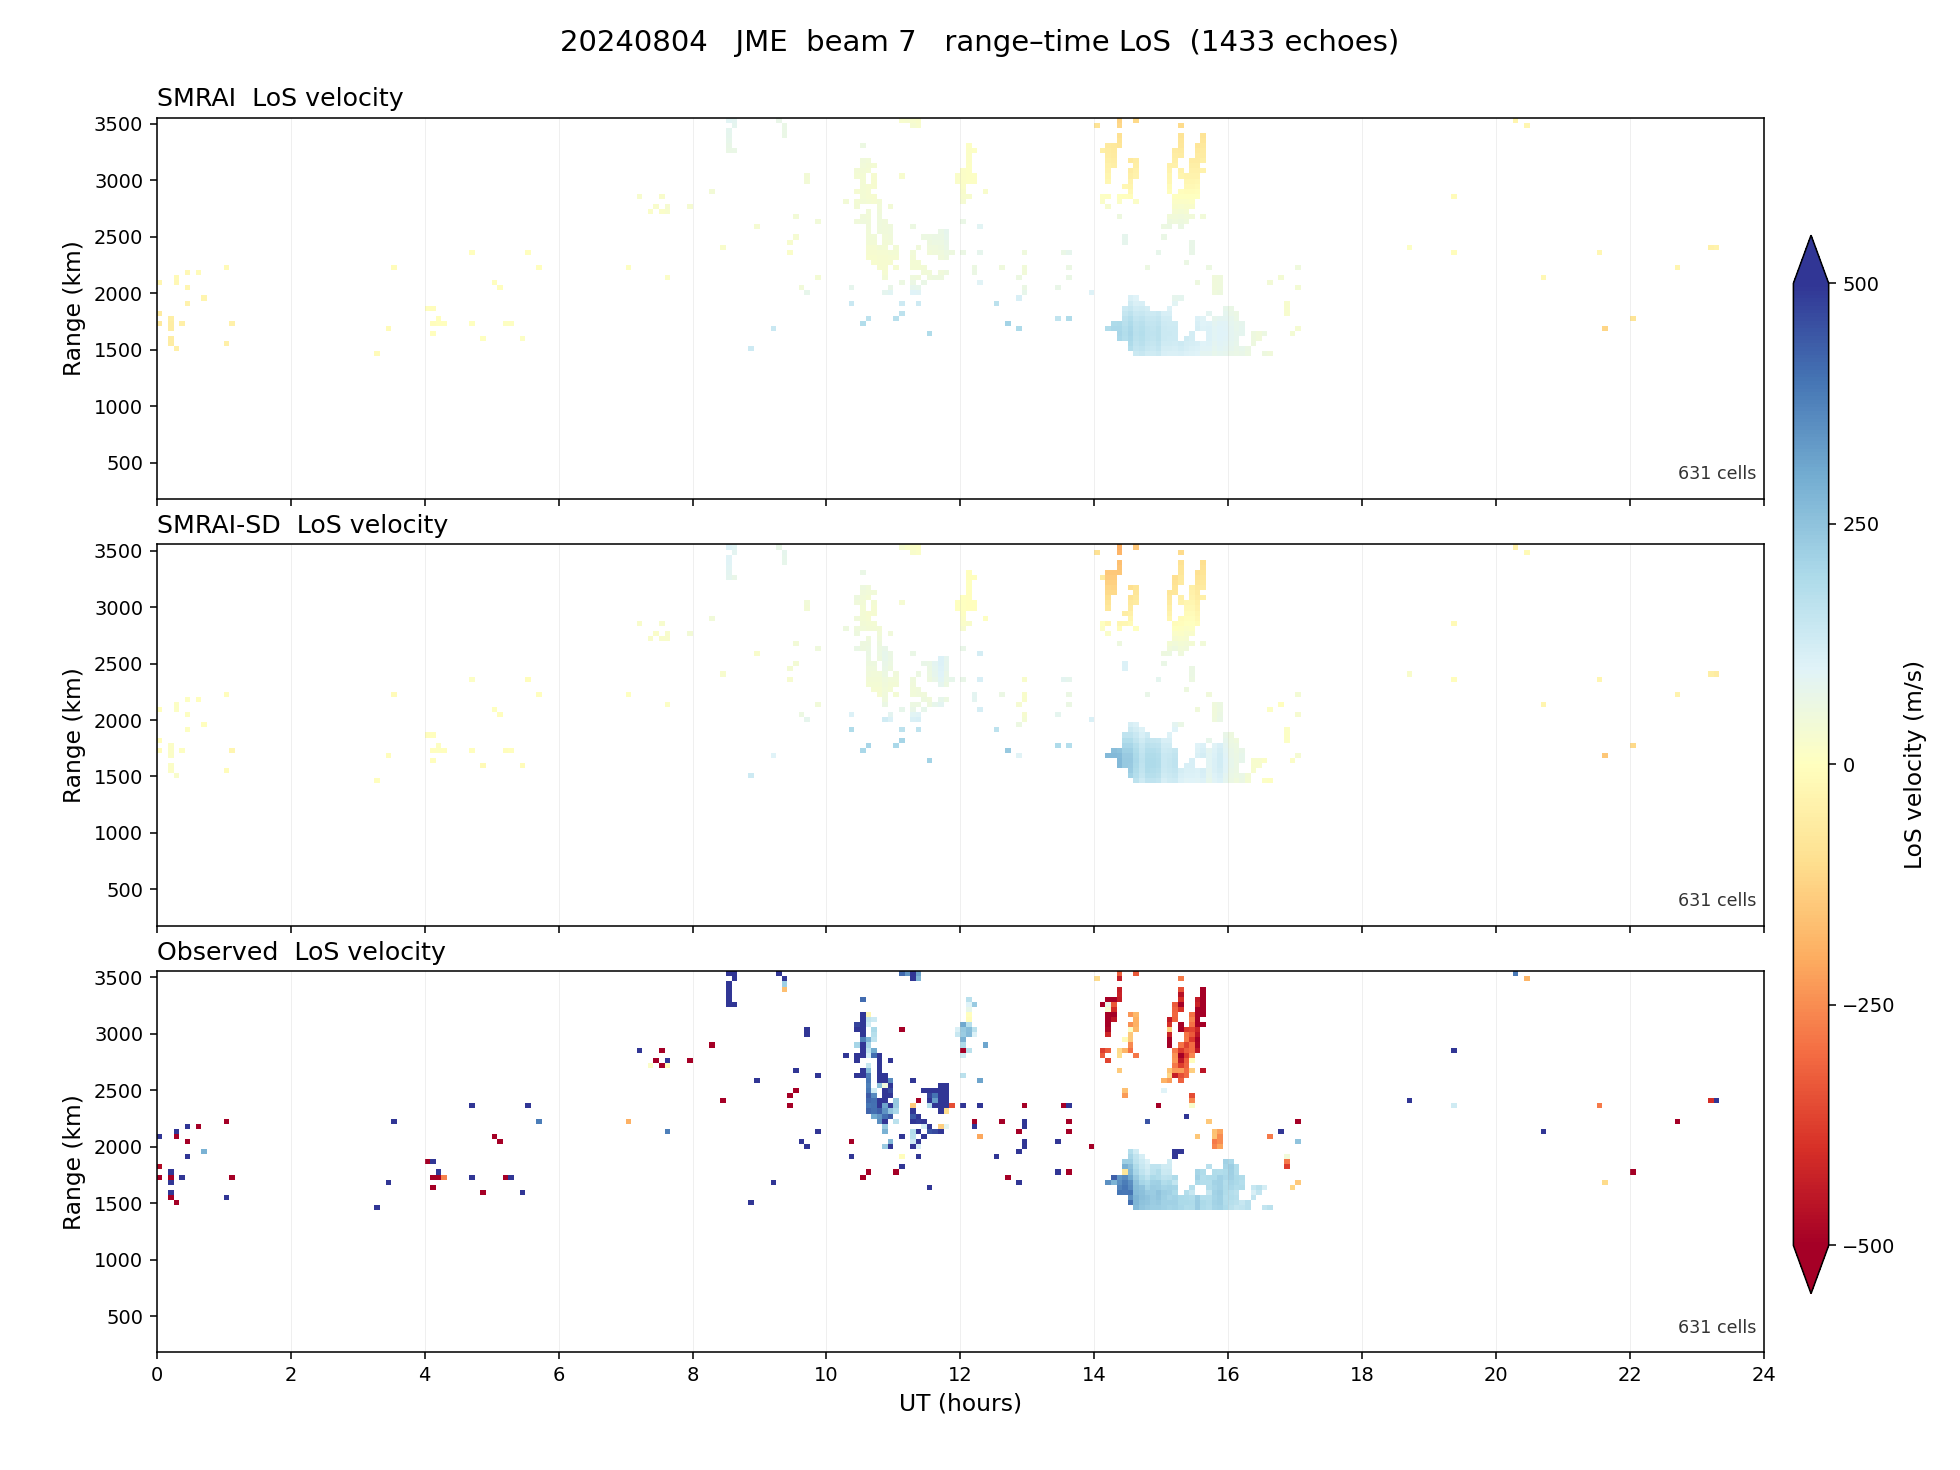 20240804   JME  beam 7   range–time LoS  (1433 echoes)
SMRAI  LoS velocity
3500
3000
2500
2000
1500
1000
500
Range (km)
631 cells
SMRAI-SD  LoS velocity
3500
3000
2500
2000
1500
1000
500
Range (km)
631 cells
Observed  LoS velocity
3500
3000
2500
2000
1500
1000
500
Range (km)
631 cells
0 2 4 6 8 10 12 14 16 18 20 22 24
UT (hours)
500
250
0
−250
−500
LoS velocity (m/s)